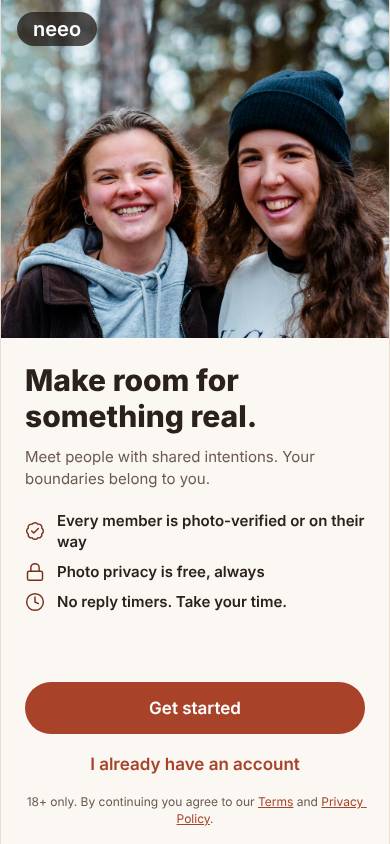 neeo
Make room for
something real.
Meet people with shared intentions. Your
boundaries belong to you.
Every member is photo-verified or on their
way
Photo privacy is free, always
No reply timers. Take your time.
Get started
I already have an account
18+ only. By continuing you agree to our Terms and Privacy
Policy.